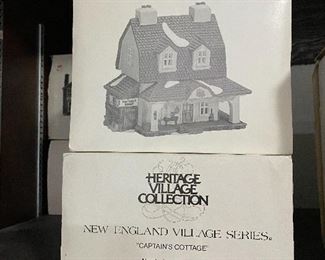 HERITAGE
VILLAGE
COLLECTION
NEW ENGLAND VILLAGE SERIES®
"CAPTAIN'S COTTAGE"